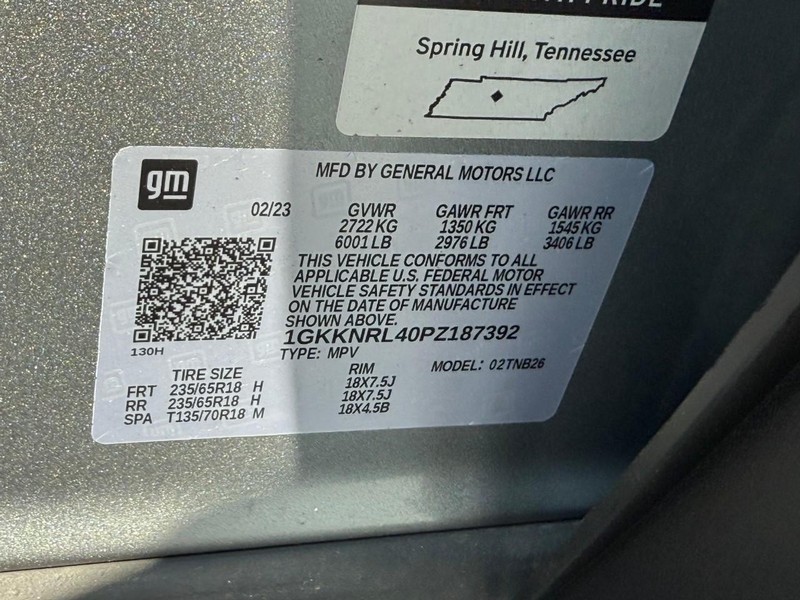 Spring Hill, Tennessee
gm
MFD BY GENERAL MOTORS LLC
02/23 GVWR GAWR FRT GAWR RR
2722 KG 1350 KG 1545 KG
6001 LB 2976 LB 3406 LB
THIS VEHICLE CONFORMS TO ALL
APPLICABLE U.S. FEDERAL MOTOR
VEHICLE SAFETY STANDARDS IN EFFECT
ON THE DATE OF MANUFACTURE
SHOWN ABOVE.
1GKKNRL40PZ187392
130H
TYPE: MPV MODEL: 02TNB26
TIRE SIZE RIM
FRT 235/65R18 H 18X7.5J
RR 235/65R18 H 18X7.5J
SPA T135/70R18 M 18X4.5B